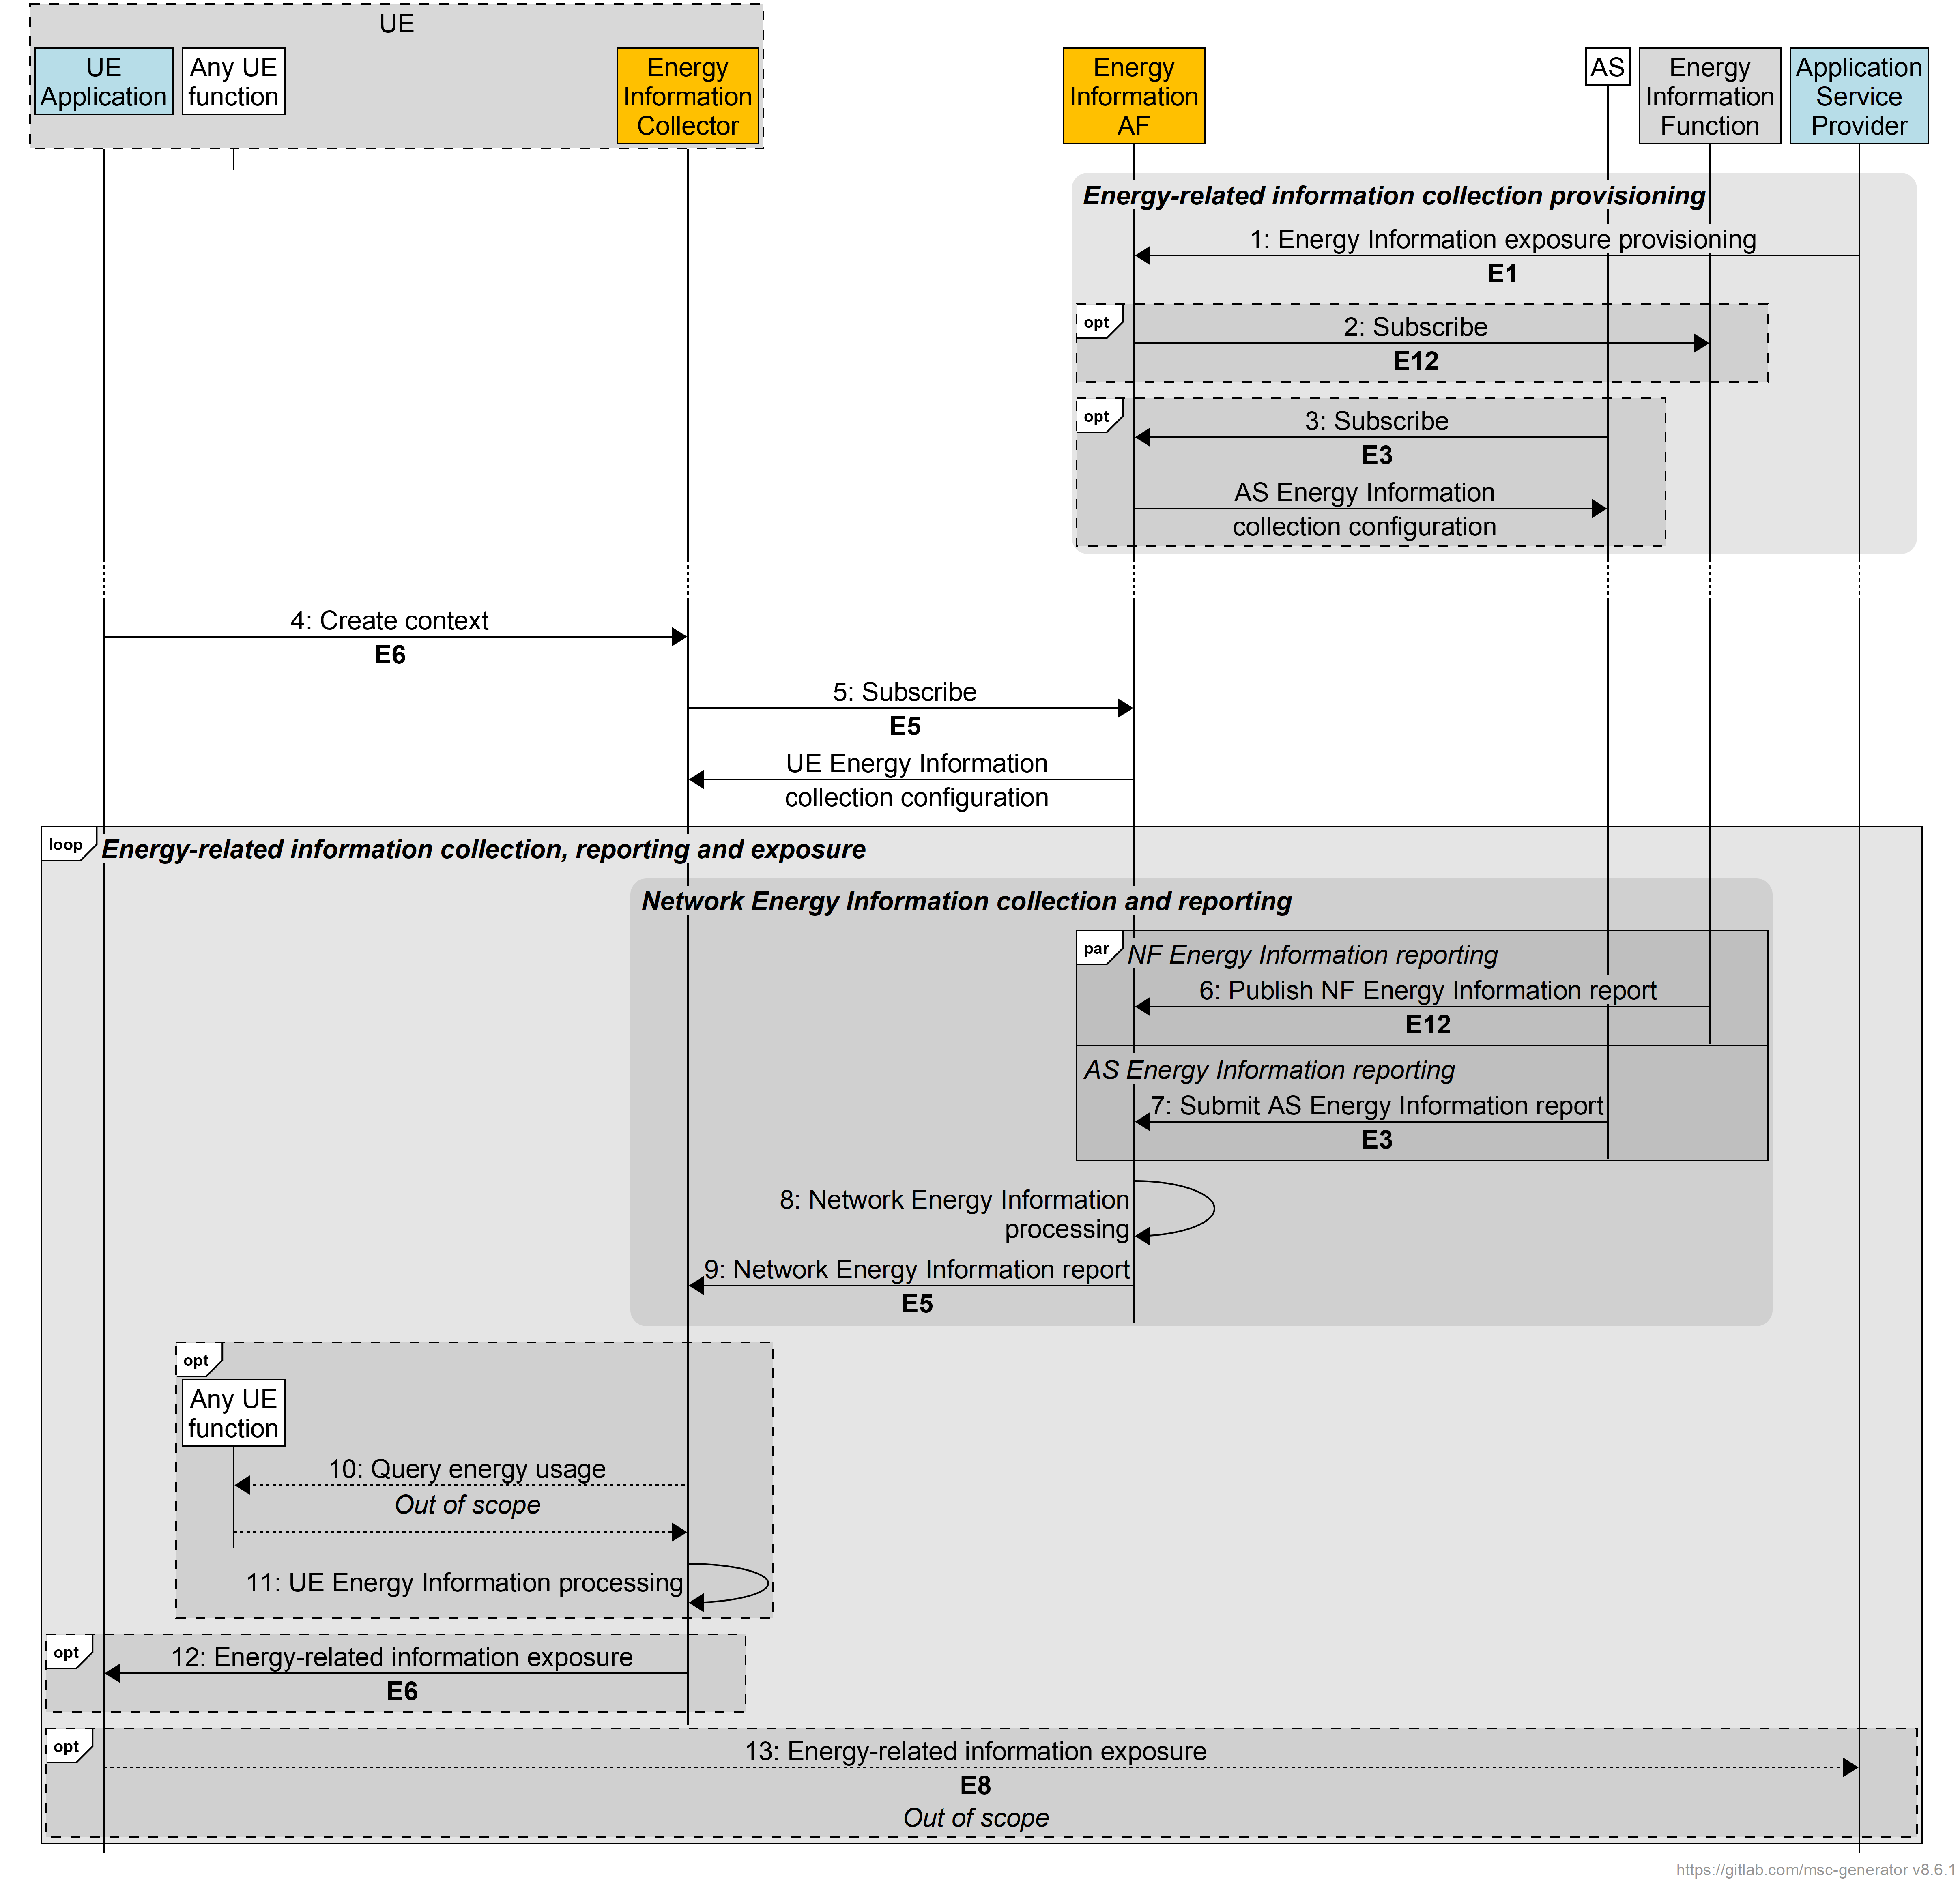 UE
UE
Application
Any UE
function
Energy
Information
Collector
Energy
Information
AF
AS
Energy
Information
Function
Application
Service
Provider
Energy-related information collection provisioning
1: Energy Information exposure provisioning
E1
opt
2: Subscribe
E12
opt
3: Subscribe
E3
AS Energy Information
collection configuration
4: Create context
E6
5: Subscribe
E5
UE Energy Information
collection configuration
loop
Energy-related information collection, reporting and exposure
Network Energy Information collection and reporting
par
NF Energy Information reporting
6: Publish NF Energy Information report
E12
AS Energy Information reporting
7: Submit AS Energy Information report
E3
8: Network Energy Information
processing
9: Network Energy Information report
E5
opt
Any UE
function
10: Query energy usage
Out of scope
11: UE Energy Information processing
opt
12: Energy-related information exposure
E6
opt
13: Energy-related information exposure
E8
Out of scope
https://gitlab.com/msc-generator v8.6.1